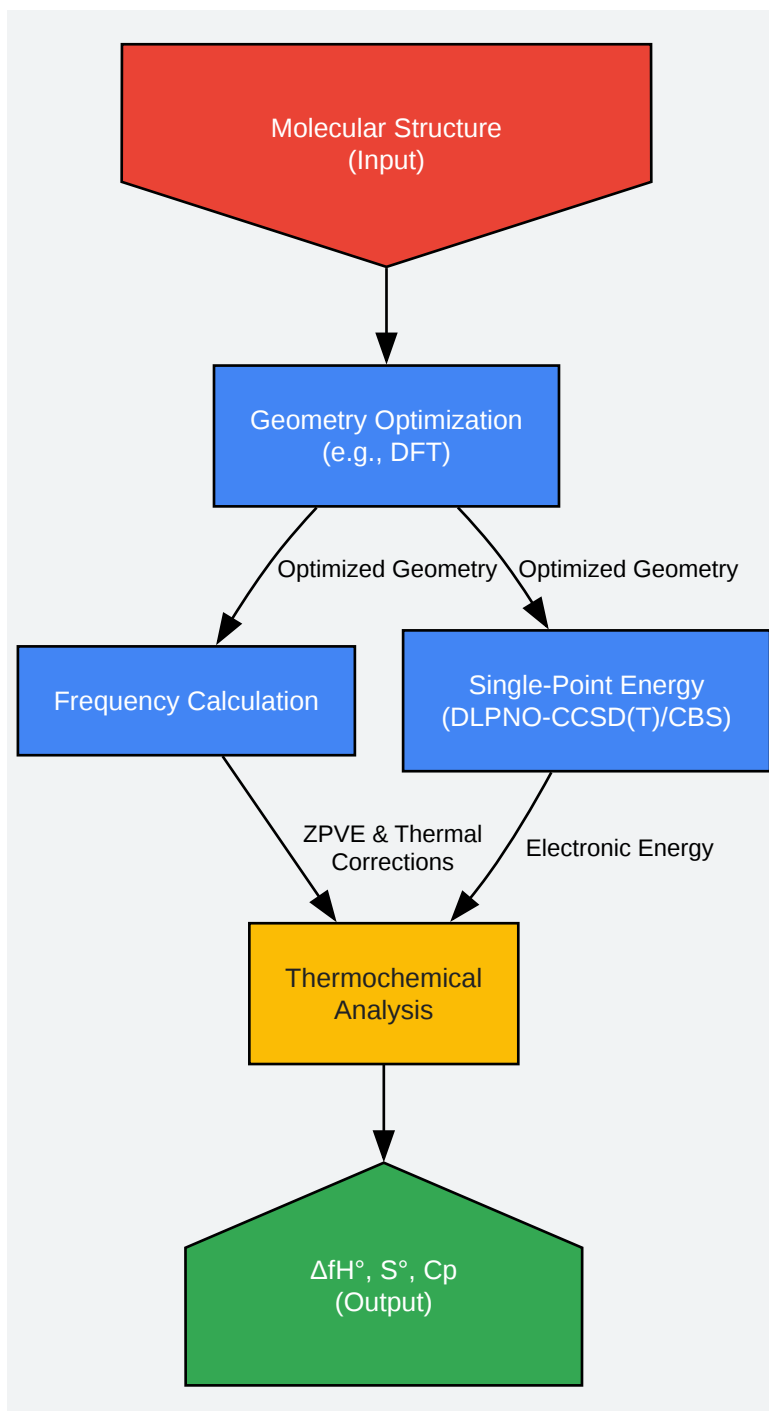 Molecular Structure
(Input)
Geometry Optimization
(e.g., DFT)
Optimized Geometry
Optimized Geometry
Frequency Calculation
Single-Point Energy
(DLPNO-CCSD(T)/CBS)
ZPVE & Thermal
Corrections
Electronic Energy
Thermochemical
Analysis
ΔfH°, S°, Cp
(Output)